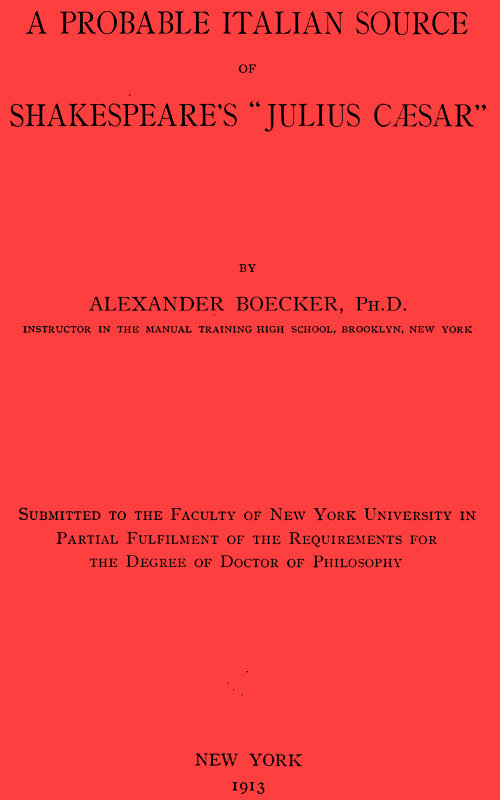 A PROBABLE ITALIAN SOURCE
OF
SHAKESPEARE'S "JULIUS CÆSAR"
BY
ALEXANDER BOECKER, Ph.D.
INSTRUCTOR IN THE MANUAL TRAINING HIGH SCHOOL, BROOKLYN, NEW YORK
Submitted to the Faculty of New York University in
Partial Fulfilment of the Requirements for
the Degree of Doctor of Philosophy
NEW YORK
1913